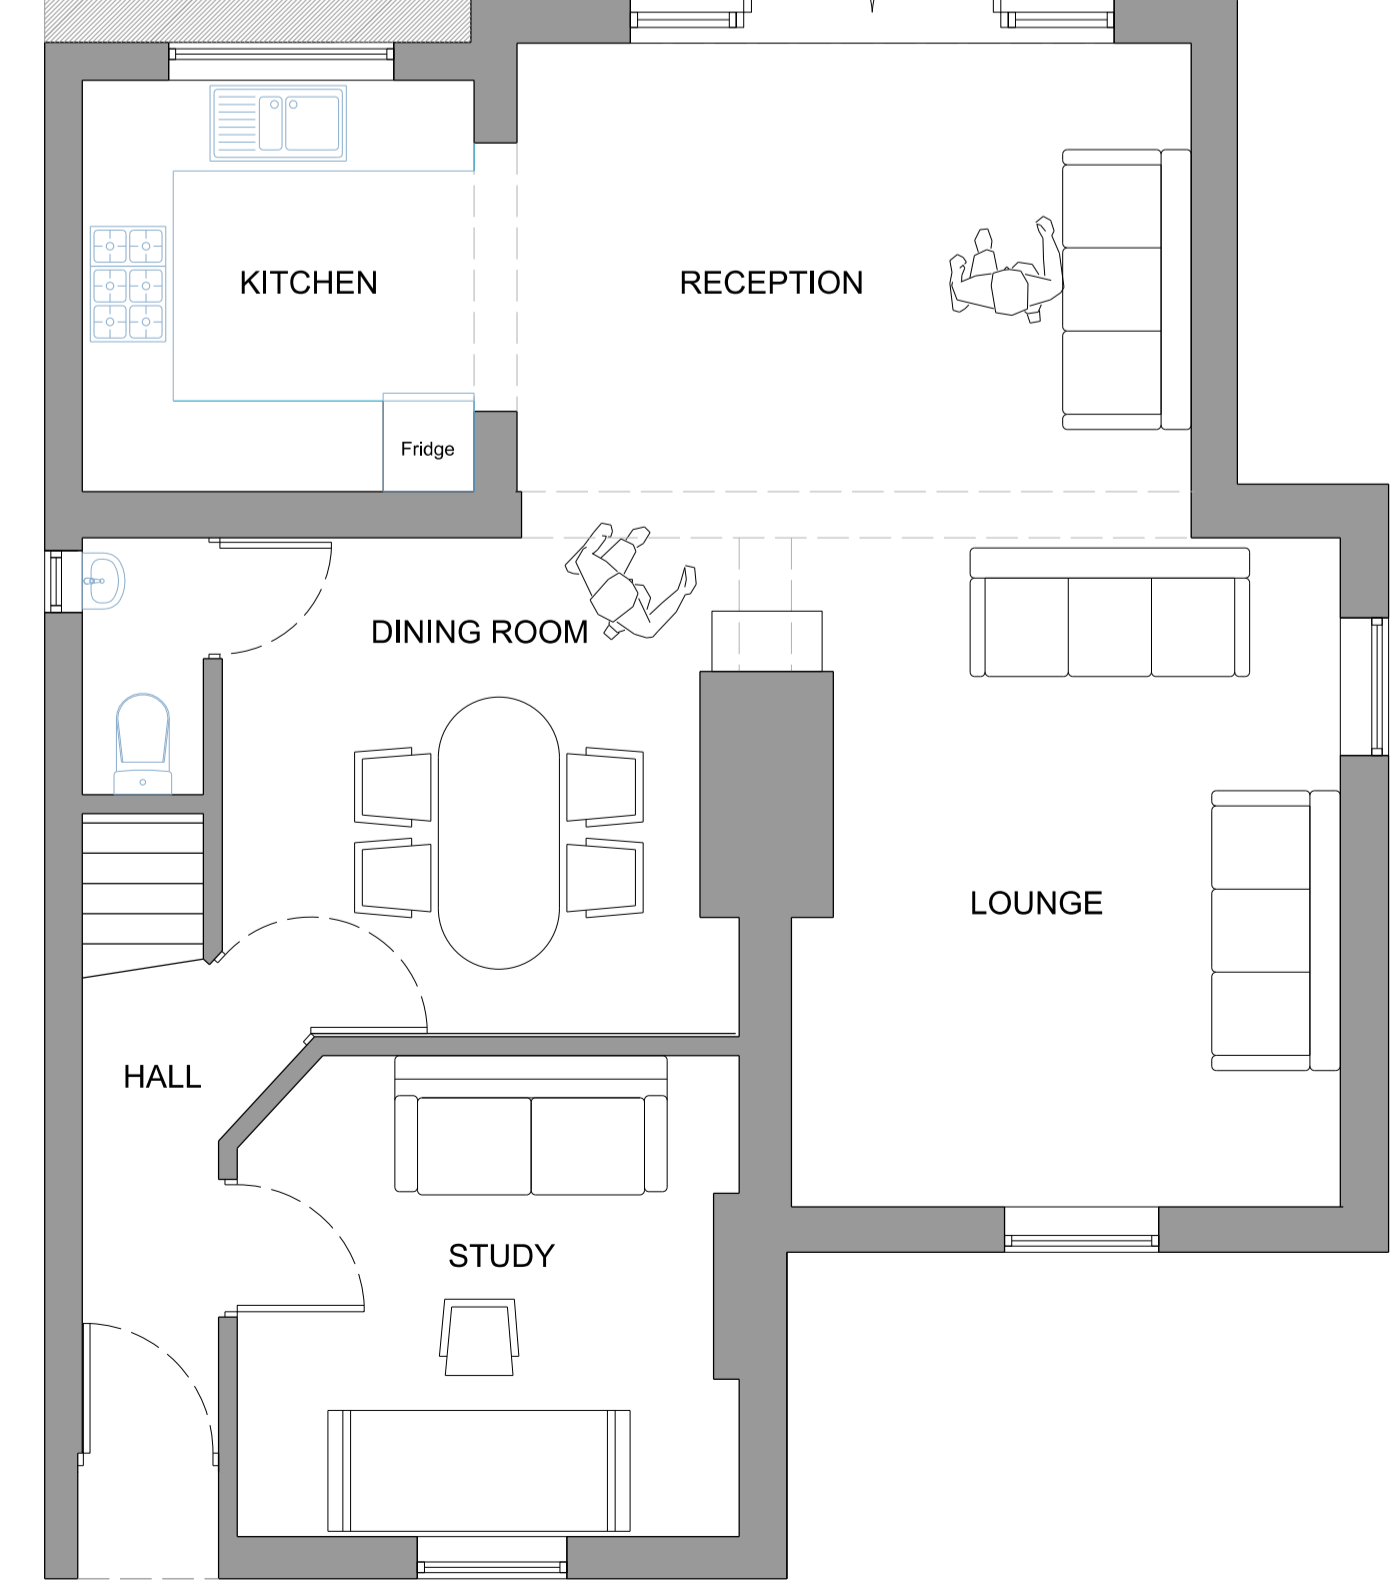 KITCHEN
RECEPTION
Fridge
DINING ROOM
LOUNGE
HALL
STUDY